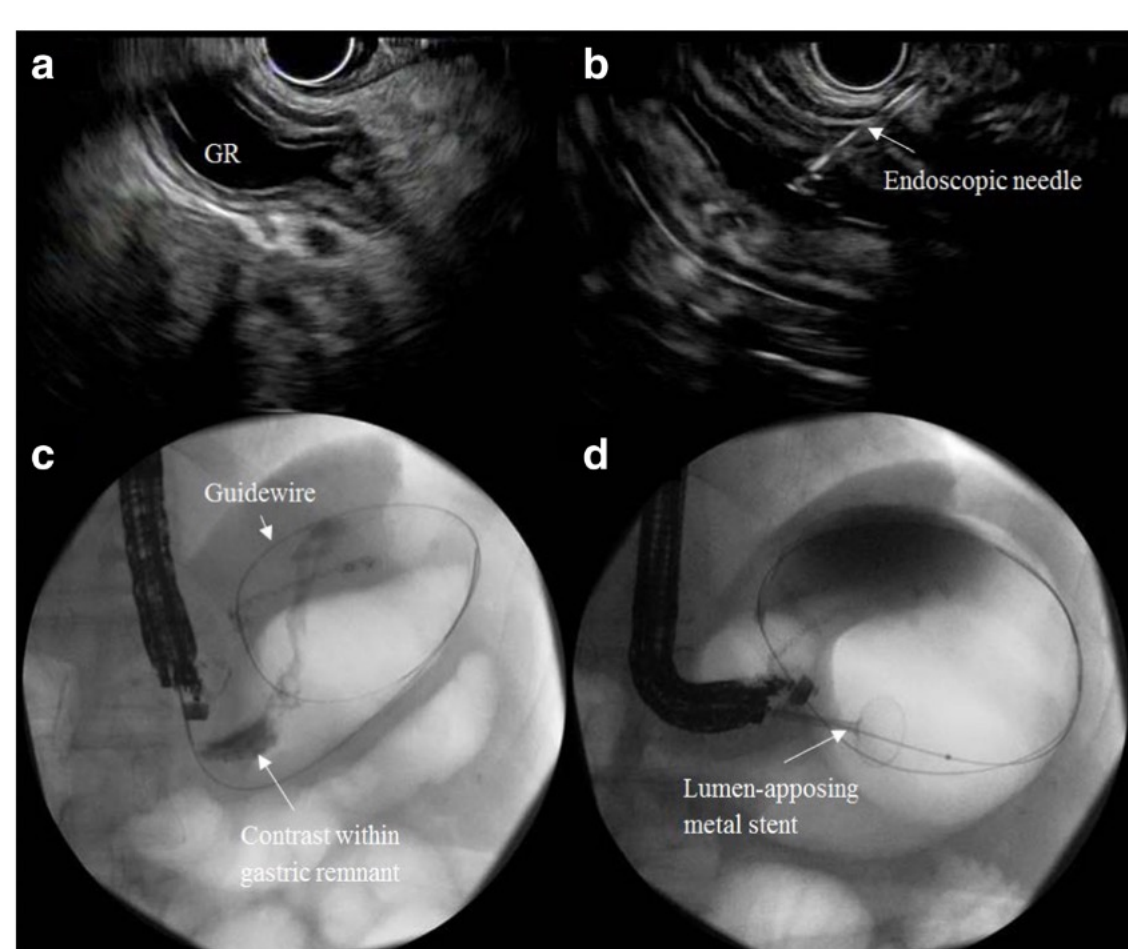 a
b
GR
Endoscopic needle
c
d
Guidewire
Contrast within
gastric remnant
Lumen-apposing
metal stent